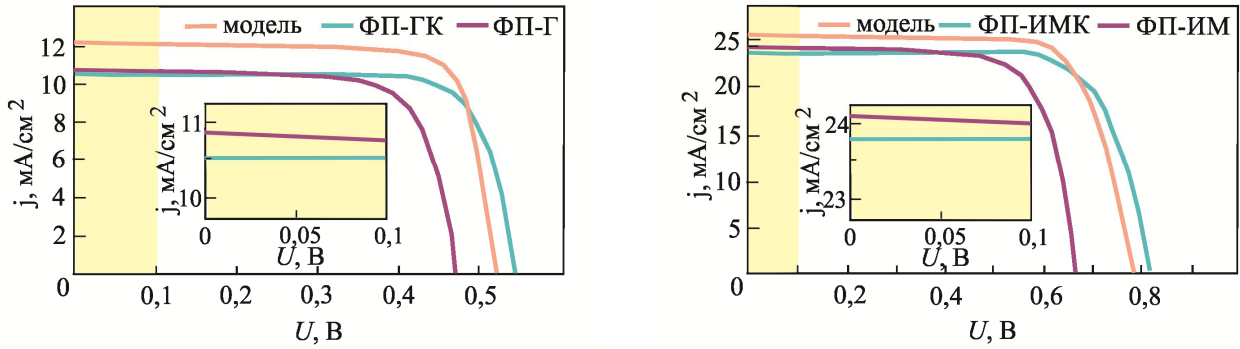 модель ФП-ГК ФП-Г
j, мА/см 2
12
10
8
6
4
2
0
0,1 0,2 0,3 0,4 0,5
U, В
j, мА/см 2
11
10
0 0,05 0,1
U, В
модель ФП-ИМК ФП-ИМ
j, мА/см 2
25
20
15
10
5
0
0,2 0,4 0,6 0,8
U, В
j, мА/см 2
24
23
0 0,05 0,1
U, В